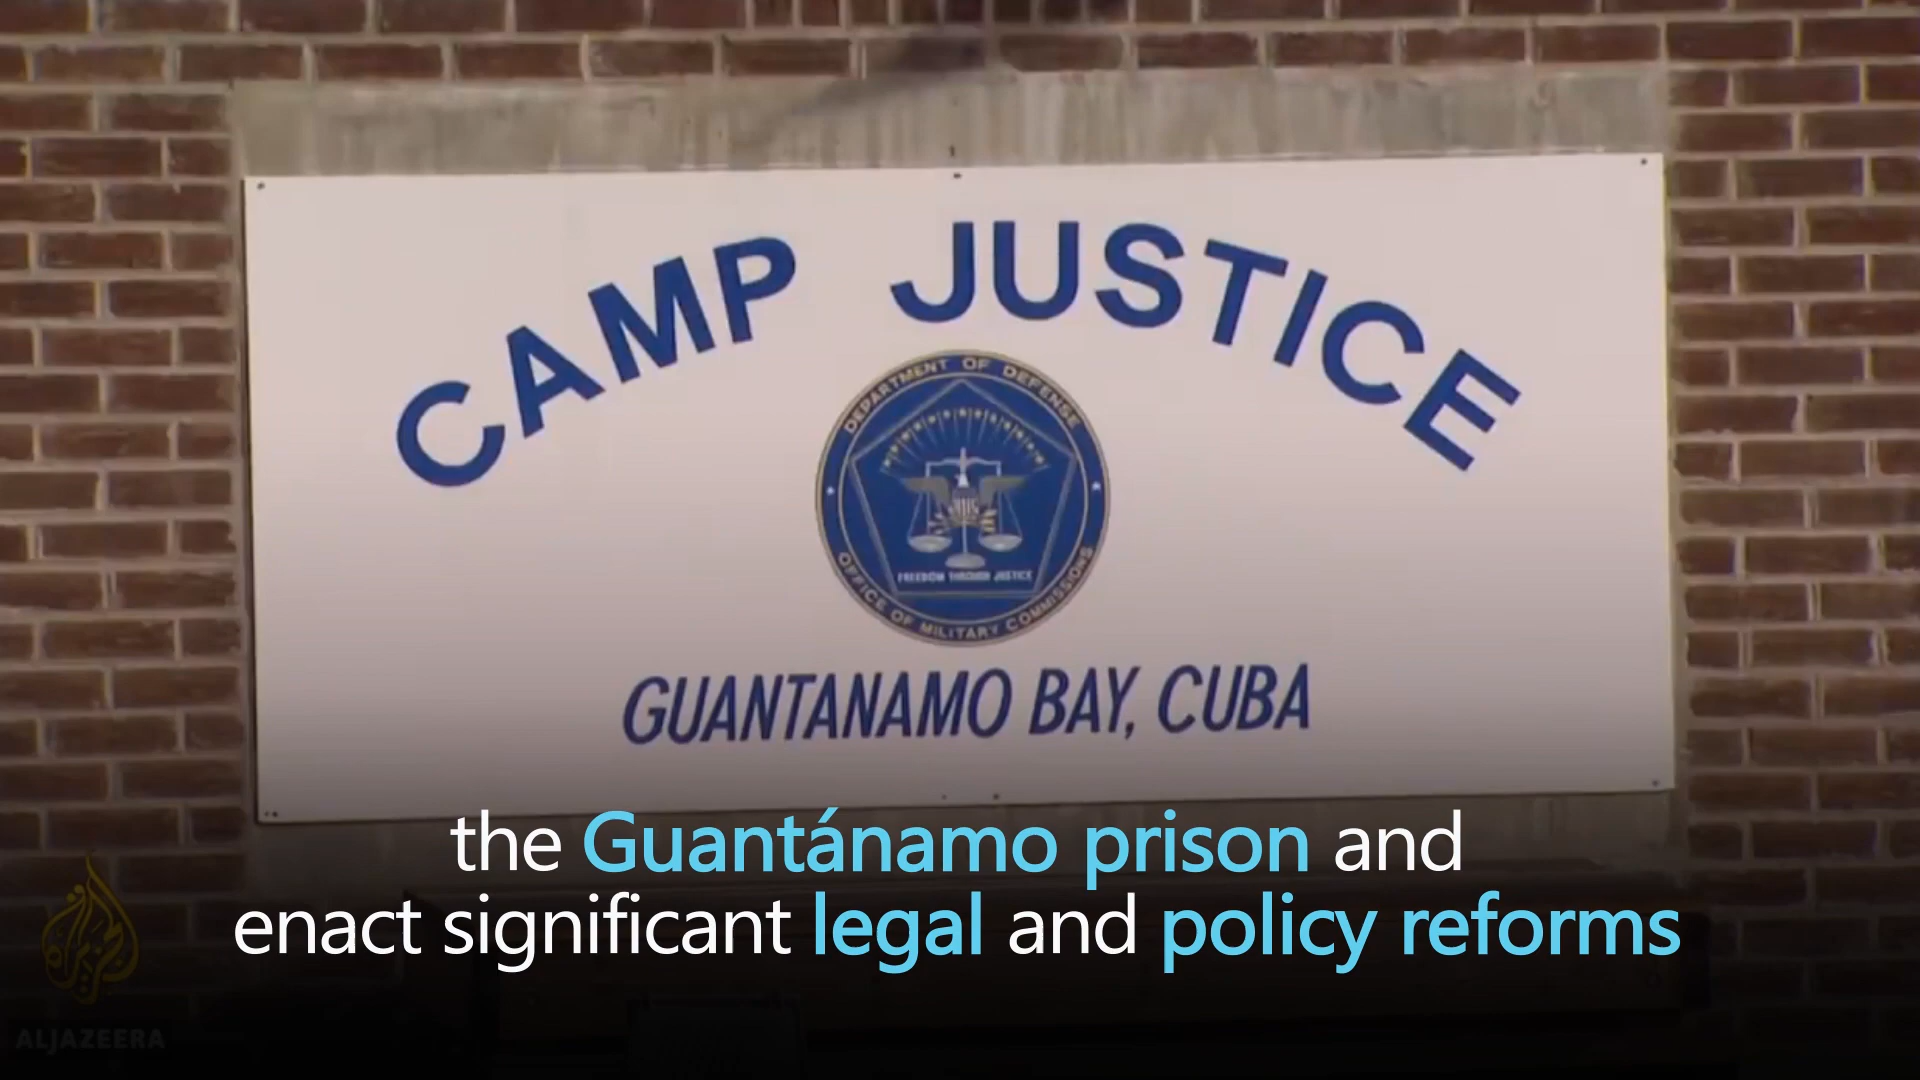 CAMP JUSTICE
DEPARTMENT OF DEFENSE
FREEDOM THROUGH JUSTICE
OFFICE OF MILITARY COMMISSIONS
GUANTANAMO BAY, CUBA
the Guantánamo prison and
enact significant legal and policy reforms
ALJAZEERA